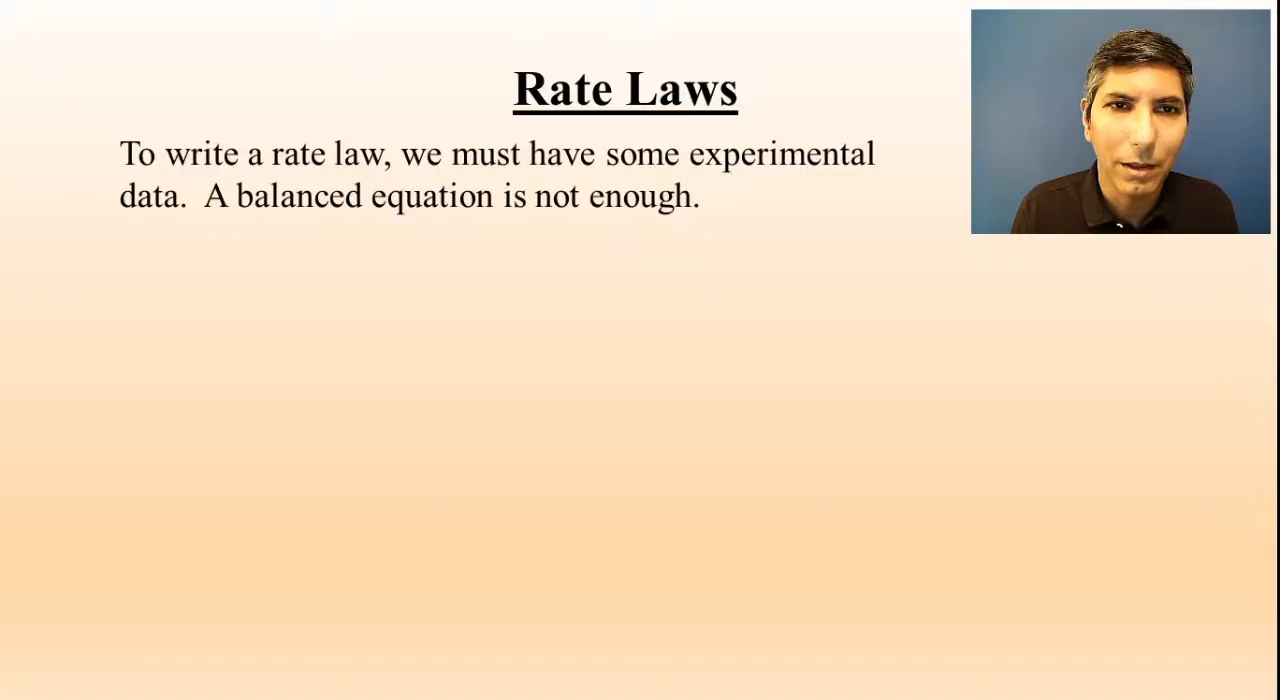 Rate Laws
To write a rate law, we must have some experimental
data.  A balanced equation is not enough.